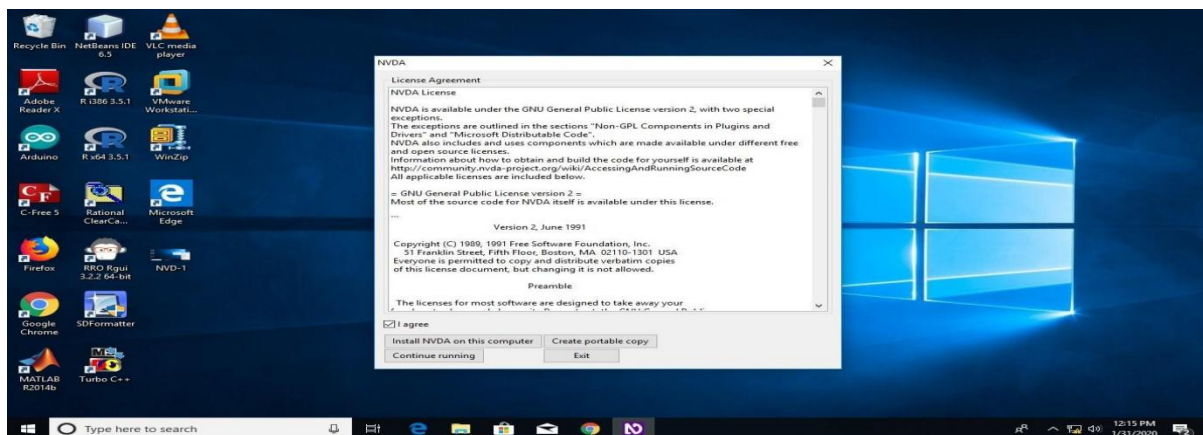 Recycle Bin
NetBeans IDE
6.5
VLC media
player
Adobe
Reader X
R i386 3.5.1
VMware
Workstati...
Arduino
R x64 3.5.1
WinZip
C-Free 5
Rational
ClearCa...
Microsoft
Edge
Firefox
RRO Rgui
3.2.2 64-bit
NVD-1
Google
Chrome
SDFormatter
MATLAB
R2014b
Turbo C++
NVDA
License Agreement
NVDA License
NVDA is available under the GNU General Public License version 2, with two special
exceptions.
The exceptions are outlined in the sections "Non-GPL Components in Plugins and
Drivers" and "Microsoft Distributable Code".
NVDA also includes and uses components which are made available under different free
and open source licenses.
Information about how to obtain and build the code for yourself is available at
http://community.nvda-project.org/wiki/AccessingAndRunningSourceCode
All applicable licenses are included below.
= GNU General Public License version 2 =
Most of the source code for NVDA itself is available under this license.
...
Version 2, June 1991
Copyright (C) 1989, 1991 Free Software Foundation, Inc.
51 Franklin Street, Fifth Floor, Boston, MA 02110-1301 USA
Everyone is permitted to copy and distribute verbatim copies
of this license document, but changing it is not allowed.
Preamble
The licenses for most software are designed to take away your
I agree
Install NVDA on this computer
Create portable copy
Continue running
Exit
Type here to search
12:15 PM
1/31/2020